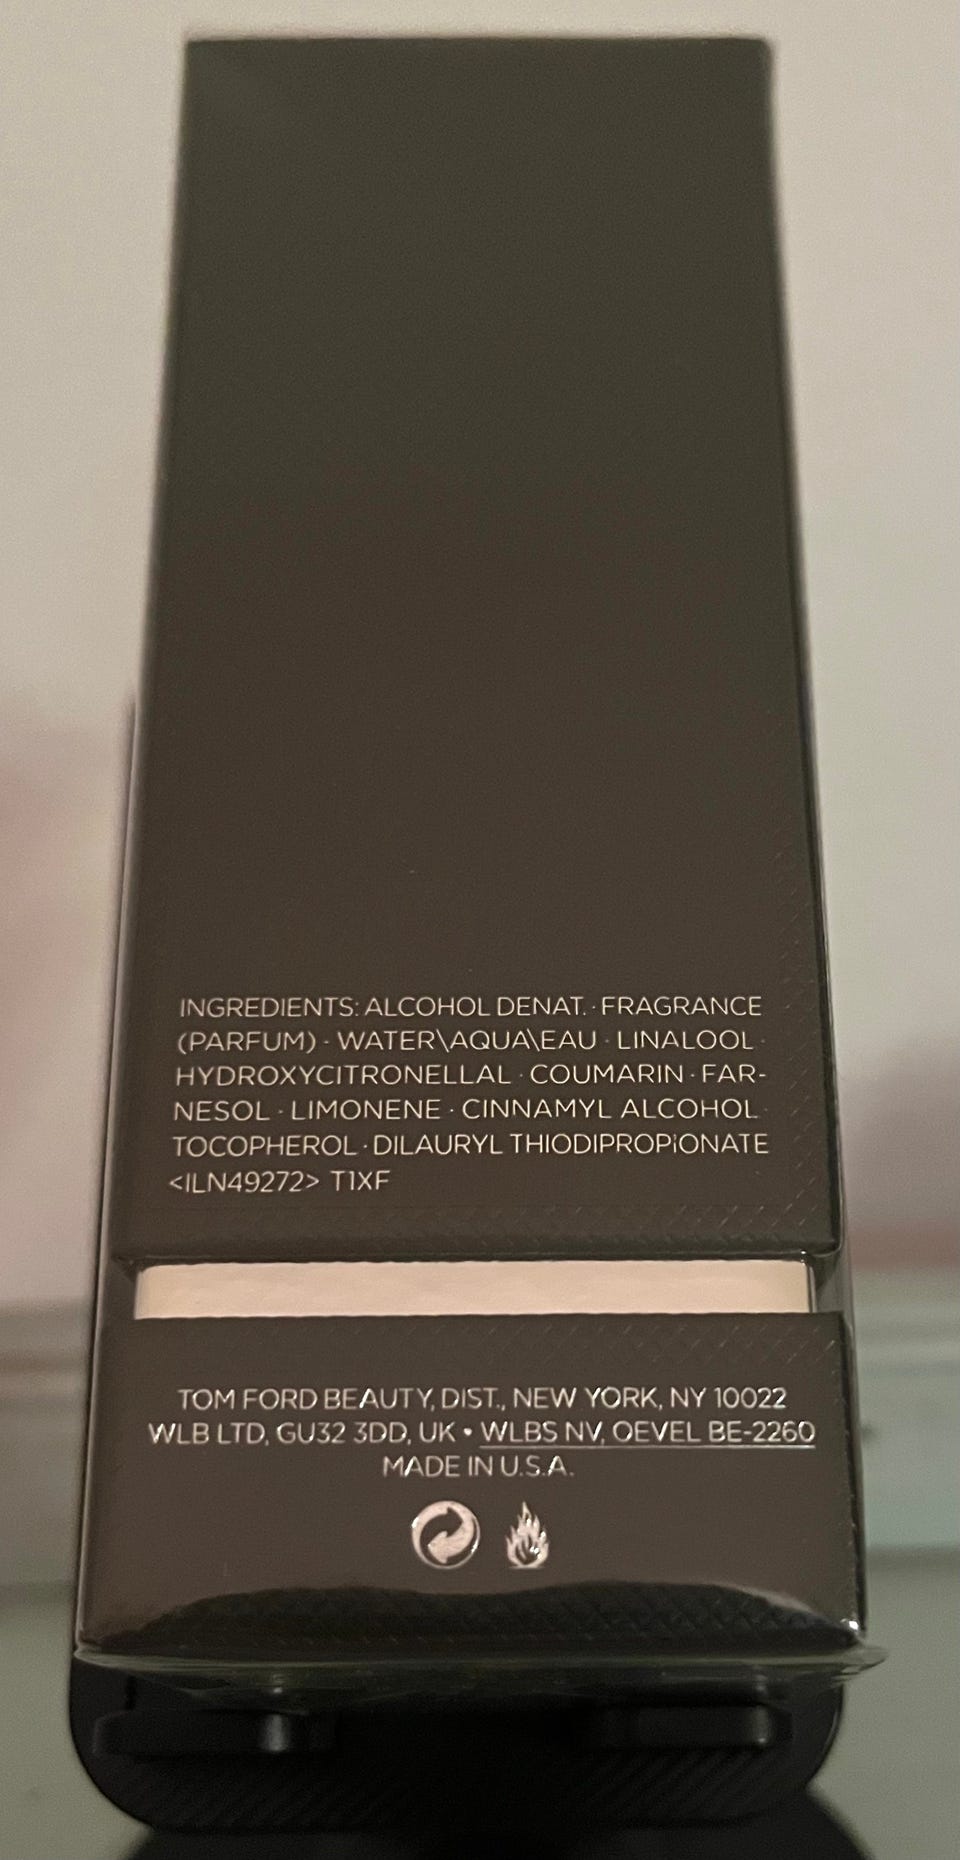 INGREDIENTS: ALCOHOL DENAT. · FRAGRANCE
(PARFUM) · WATER\AQUA\EAU · LINALOOL ·
HYDROXYCITRONELLAL · COUMARIN · FAR-
NESOL · LIMONENE · CINNAMYL ALCOHOL ·
TOCOPHEROL · DILAURYL THIODIPROPiONATE
<ILN49272> T1XF
TOM FORD BEAUTY, DIST., NEW YORK, NY 10022
WLB LTD, GU32 3DD, UK • WLBS NV, OEVEL BE-2260
MADE IN U.S.A.